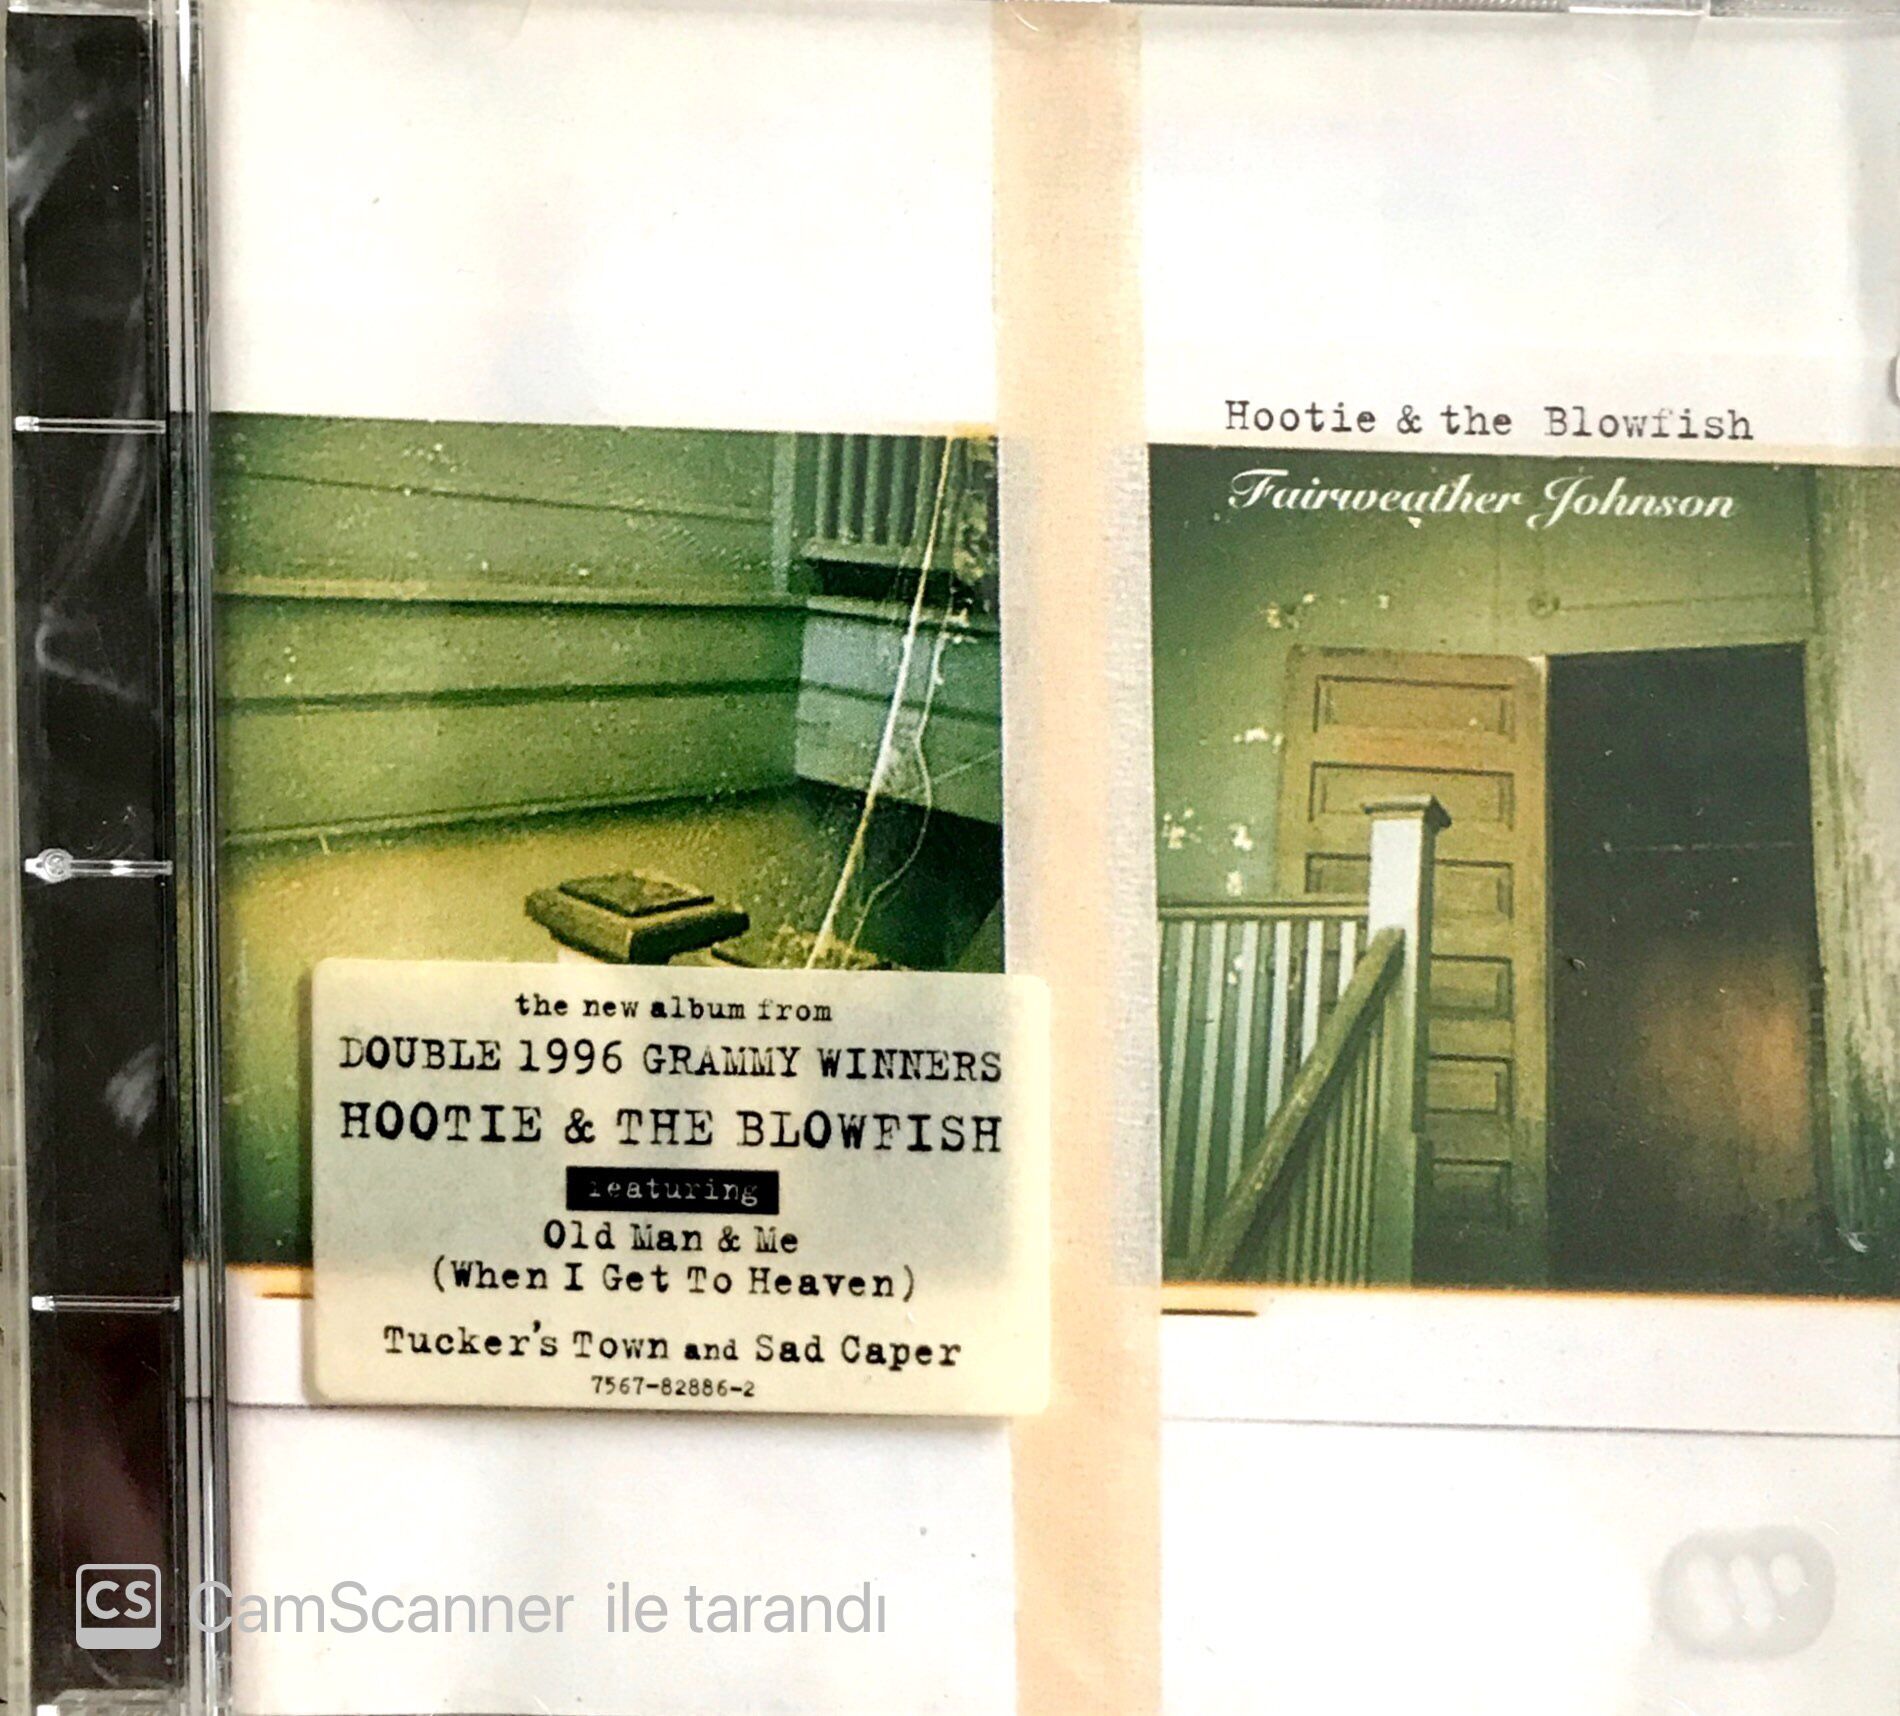 Hootie & the Blowfish
Fairweather Johnson
the new album from
DOUBLE 1996 GRAMMY WINNERS
HOOTIE & THE BLOWFISH
featuring
Old Man & Me
(When I Get To Heaven)
Tucker's Town and Sad Caper
7567-82886-2
CS CamScanner ile tarandı